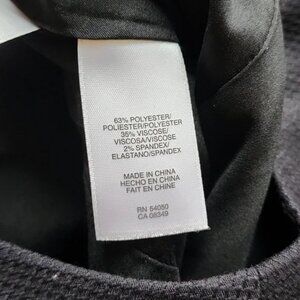 63% POLYESTER/
POLIESTER/POLYESTER
35% VISCOSE/
VISCOSA/VISCOSE
2% SPANDEX/
ELASTANO/SPANDEX
MADE IN CHINA
HECHO EN CHINA
FAIT EN CHINE
RN 54050
CA 08349